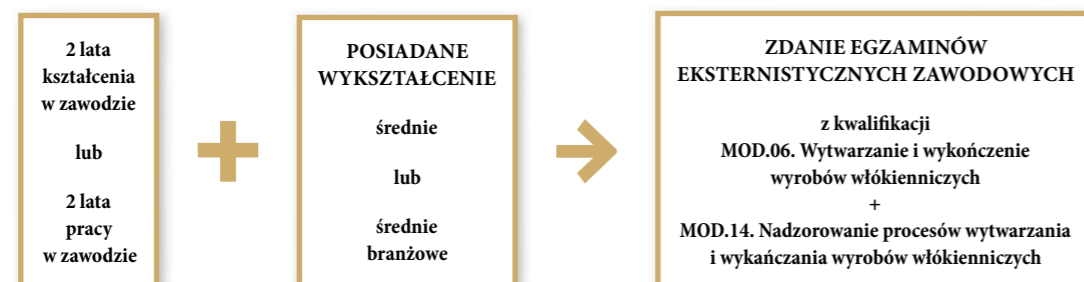 2 lata
kształcenia
w zawodzie
lub
2 lata
pracy
w zawodzie
+
POSIADANE
WYKSZTAŁCENIE
średnie
lub
średnie
branżowe
ZDANIE EGZAMINÓW
EKSTERNISTYCZNYCH ZAWODOWYCH
z kwalifikacji
MOD.06. Wytwarzanie i wykończenie
wyrobów włókienniczych
+
MOD.14. Nadzorowanie procesów wytwarzania
i wykańczania wyrobów włókienniczych